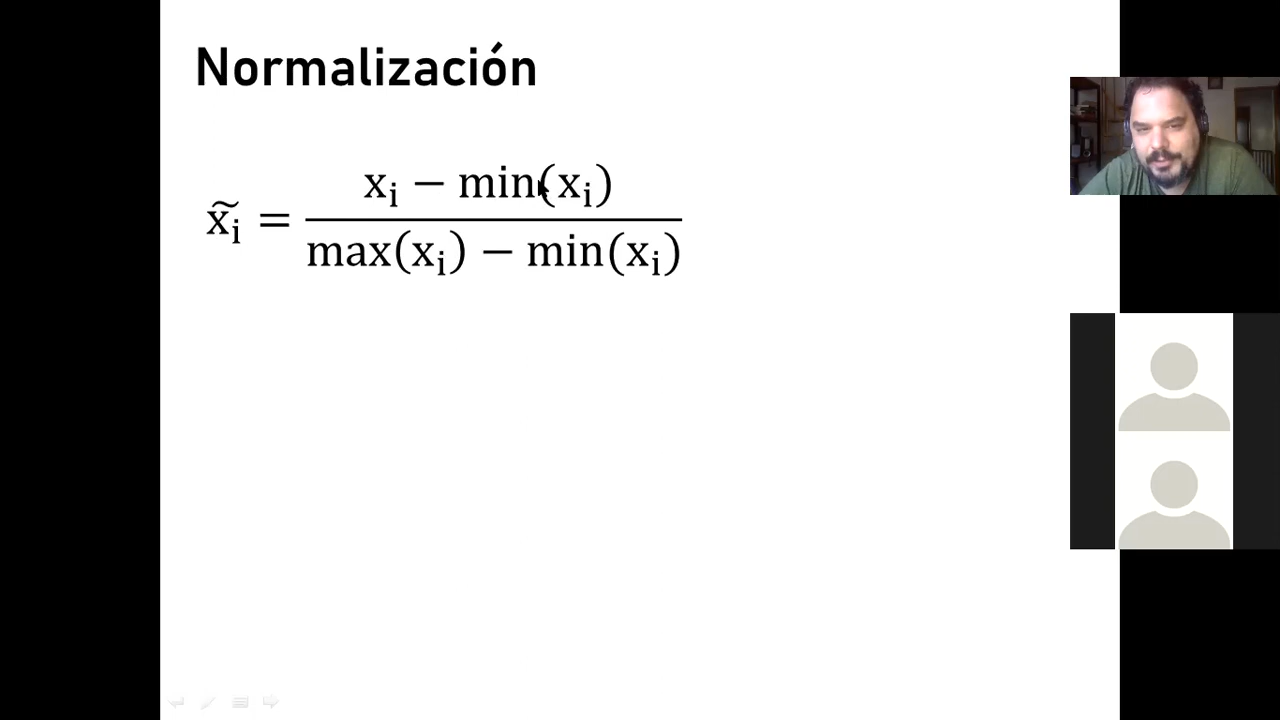 Normalización
x̃ᵢ = (xᵢ − min(xᵢ)) / (max(xᵢ) − min(xᵢ))